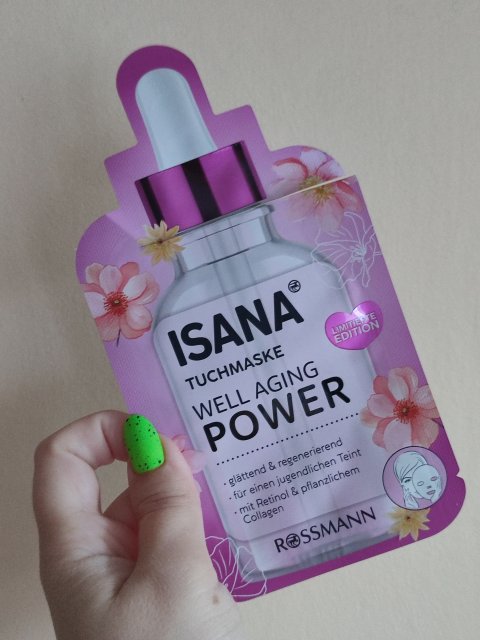 ISANA
TUCHMASKE
WELL AGING
POWER
LIMITIERTE
EDITION
· glättend & regenerierend
· für einen jugendlichen Teint
· mit Retinol & pflanzlichem
Collagen
ROSSMANN